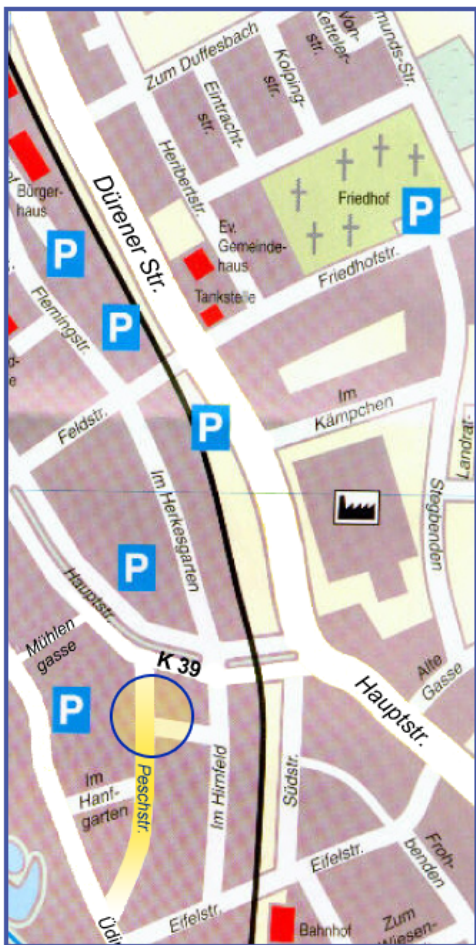 Von-
Ketteler-
str.
munds-Str.
Zum Duffesbach
Kolping-
str.
Eintracht-
str.
Bürger-
haus
Heribertstr.
Friedhof
P
Dürener Str.
Ev.
Gemeinde-
haus
P
Friedhofstr.
Tankstelle
Flemingstr.
P
Im
Kämpchen
Feldstr.
P
Landrat-
Im Herkesgarten
Stegbenden
P
Hauptstr.
Mühlen
gasse
K 39
Alte
Gasse
P
Hauptstr.
Im
Hanf-
garten
Peschstr.
Im Hirnfeld
Südstr.
Eifelstr.
Froh-
benden
Eifelstr.
Bahnhof
Zum
Wiesen-